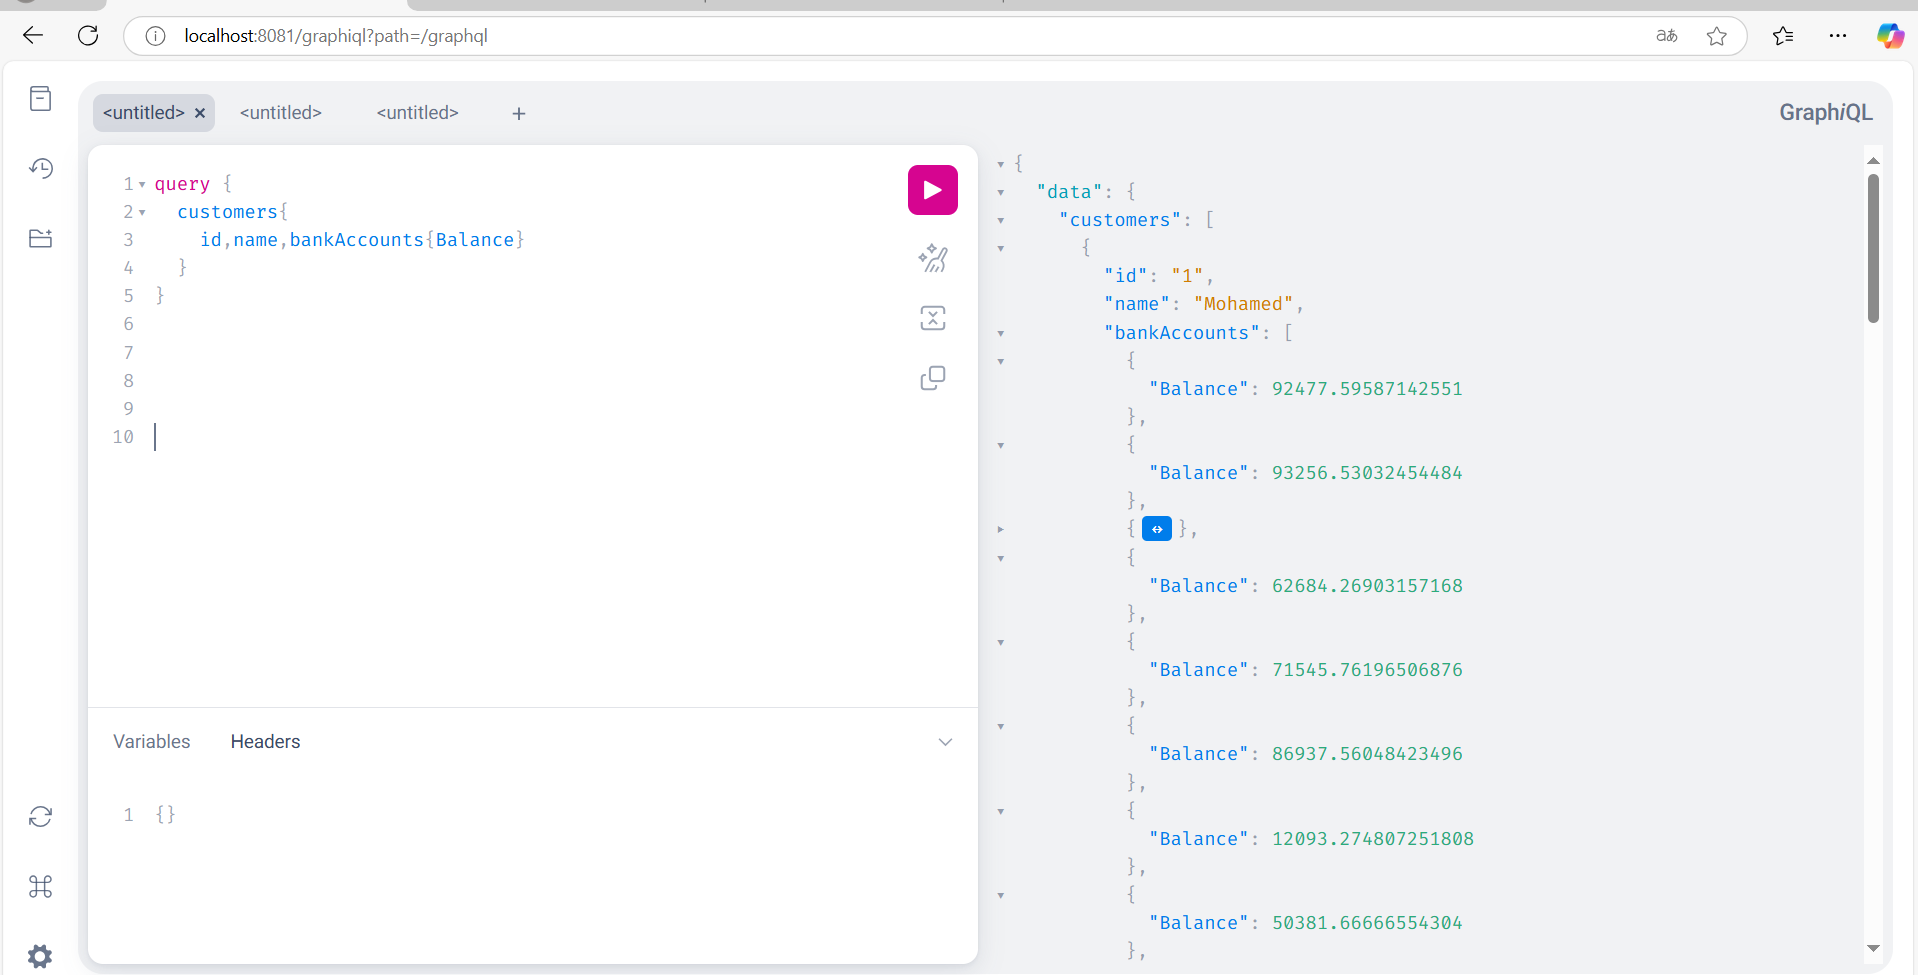 localhost:8081/graphiql?path=/graphql
aあ
<untitled> ×
<untitled>
<untitled>
+
GraphiQL
1 query {
2 customers{
3 id,name,bankAccounts{Balance}
4 }
5 }
6
7
8
9
10
Variables
Headers
1 {}
{
"data": {
"customers": [
{
"id": "1",
"name": "Mohamed",
"bankAccounts": [
{
"Balance": 92477.59587142551
},
{
"Balance": 93256.53032454484
},
{ ↔ },
{
"Balance": 62684.26903157168
},
{
"Balance": 71545.76196506876
},
{
"Balance": 86937.56048423496
},
{
"Balance": 12093.274807251808
},
{
"Balance": 50381.66666554304
},